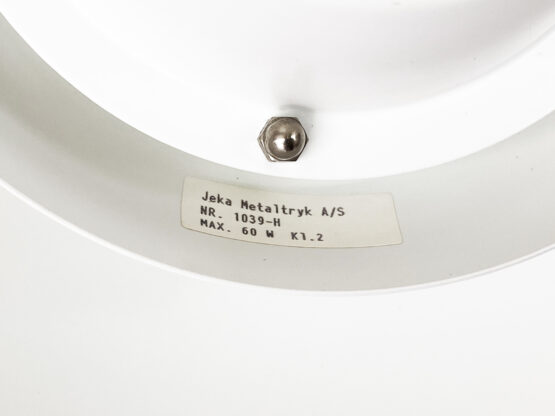 Jeka Metaltryk A/S
NR. 1039-H
MAX. 60 W Kl.2